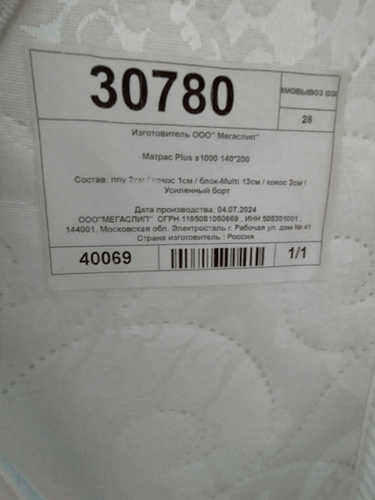 30780
28
Изготовитель ООО" Мегаслип"
Матрас Plus s1000 140*200
Состав: ппу 2см / кокос 1см / блок-Multi 13см / кокос 2см /
Усиленный борт
Дата производства: 04.07.2024
ООО"МЕГАСЛИП" ОГРН 1195081050669 , ИНН 505301001 ,
144001, Московская обл. Электросталь г. Рабочая ул. дом № 41
Страна изготовитель : Россия
40069
1/1